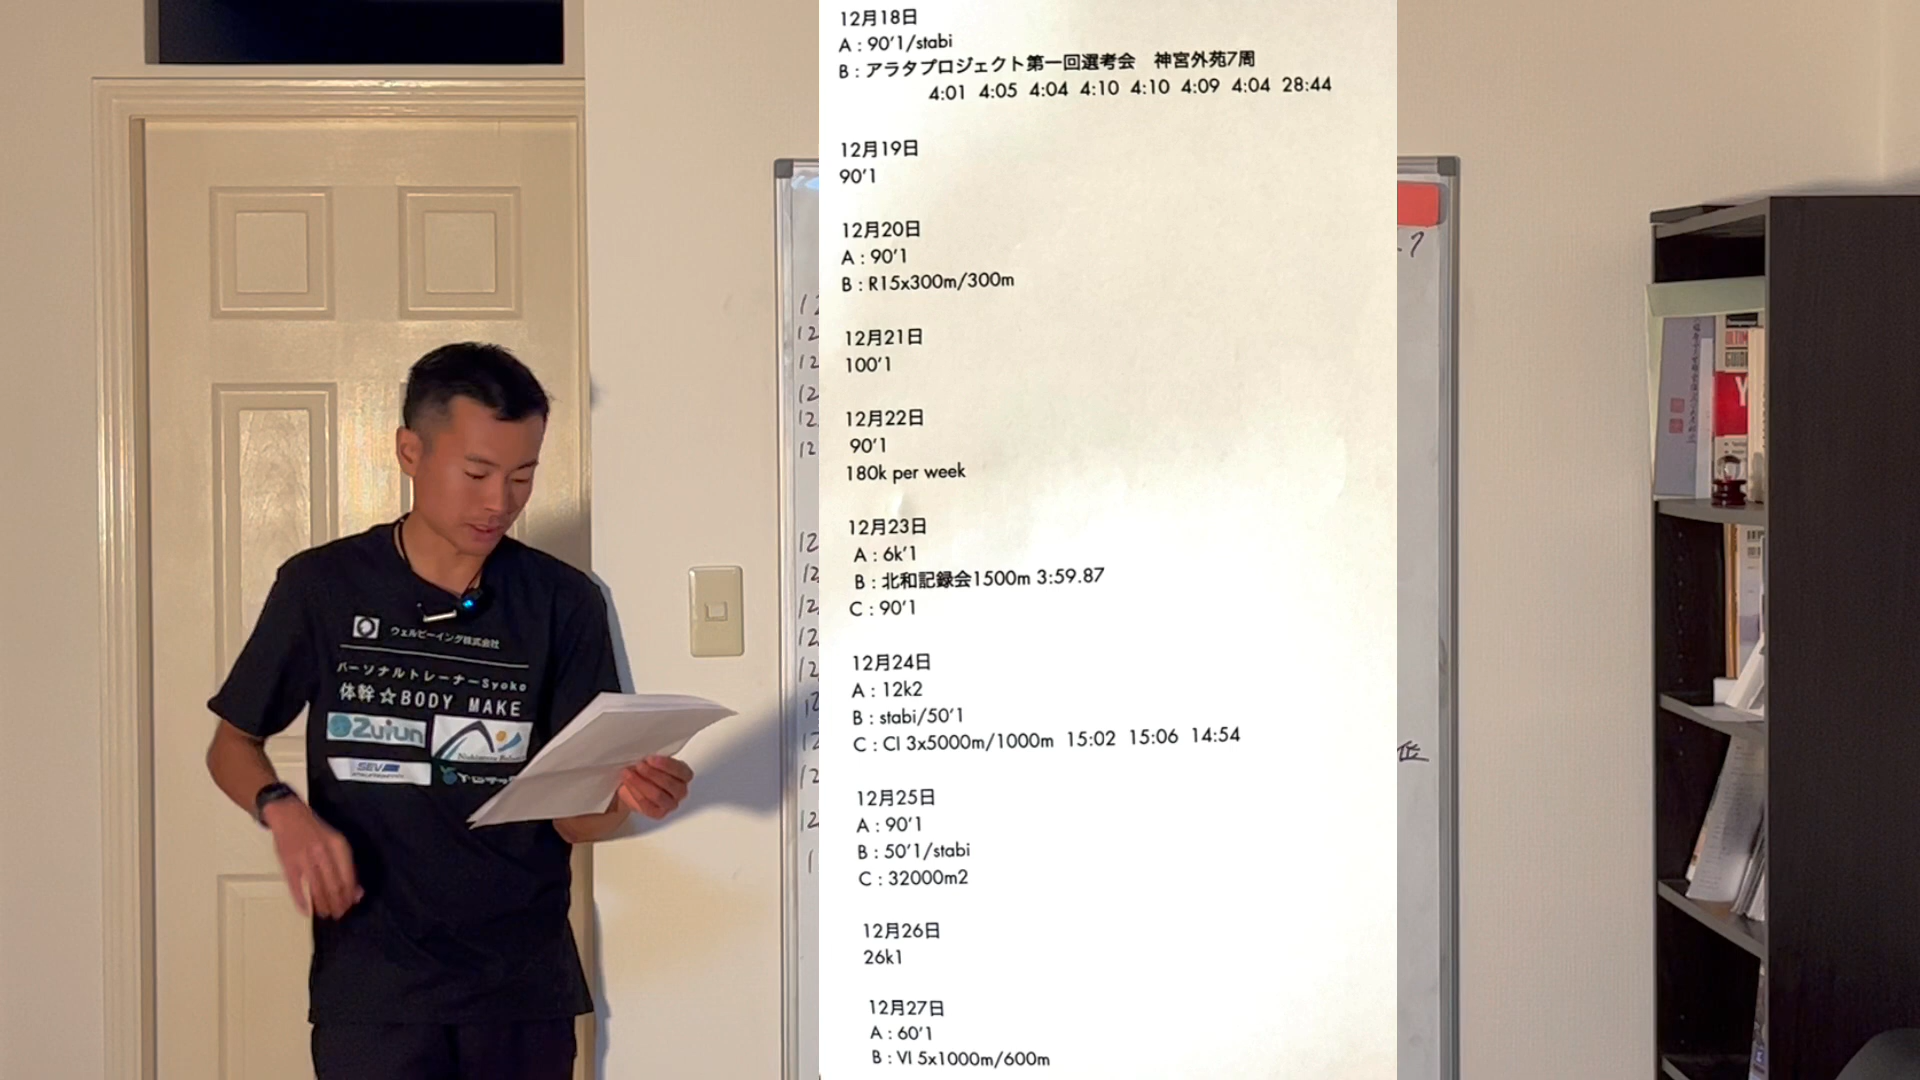 12月18日
A : 90'1/stabi
B : アラタプロジェクト第一回選考会　神宮外苑7周
4:01 4:05 4:04 4:10 4:10 4:09 4:04 28:44
12月19日
90'1
12月20日
A : 90'1
B : R15x300m/300m
12月21日
100'1
12月22日
90'1
180k per week
12月23日
A : 6k'1
B : 北和記録会1500m 3:59.87
C : 90'1
12月24日
A : 12k2
B : stabi/50'1
C : CI 3x5000m/1000m 15:02 15:06 14:54
12月25日
A : 90'1
B : 50'1/stabi
C : 32000m2
12月26日
26k1
12月27日
A : 60'1
B : VI 5x1000m/600m
ウェルビーイング株式会社
パーソナルトレーナーSyoko
体幹☆BODY MAKE
Zuiun
SEV